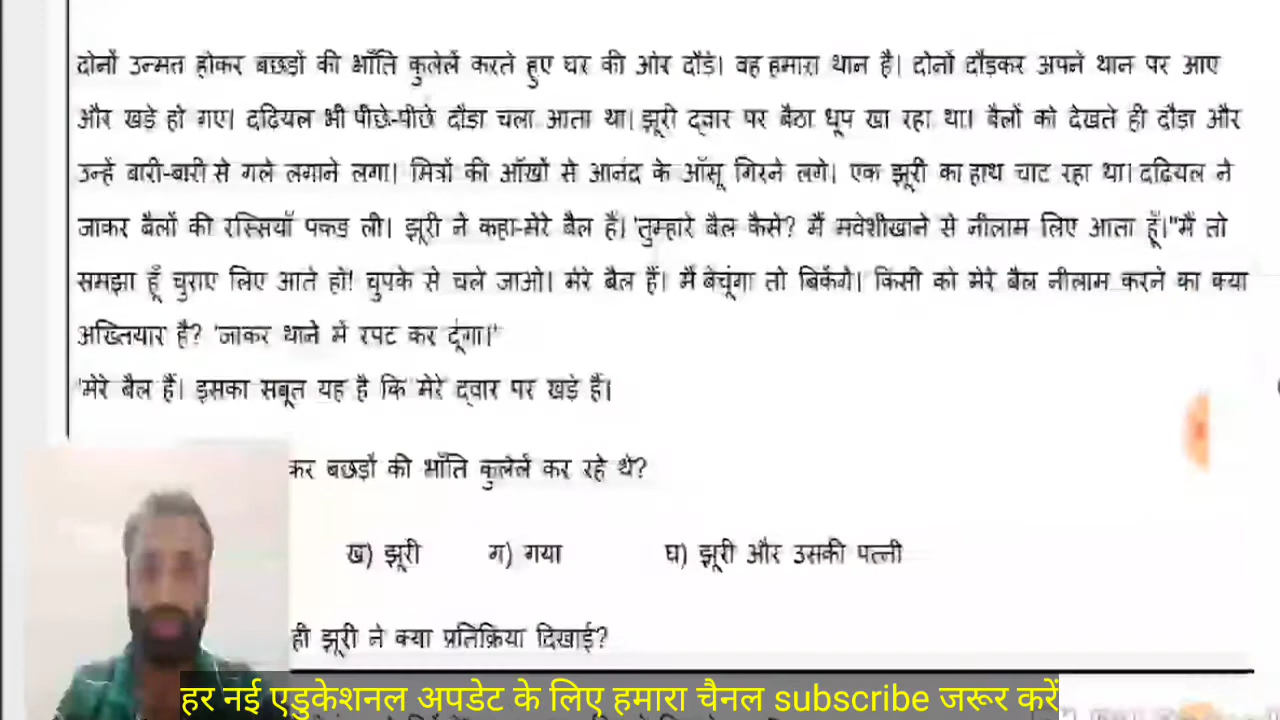 दोनों उन्मत होकर बछड़ों की भाँति कुलेलें करते हुए घर की ओर दौड़े। वह हमारा थान है। दोनों दौड़कर अपने थान पर आए
और खड़े हो गए। दढियल भी पीछे-पीछे दौड़ा चला आता था। झूरी द्वार पर बैठा धूप खा रहा था। बैलों को देखते ही दौड़ा और
उन्हें बारी-बारी से गले लगाने लगा। मित्रों की आँखों से आनंद के आँसू गिरने लगे। एक झूरी का हाथ चाट रहा था। दढियल ने
जाकर बैलों की रस्सियाँ पकड ली। झूरी ने कहा-मेरे बैल हैं। 'तुम्हारे बैल कैसे? मैं मवेशीखाने से नीलाम लिए आता हूँ।''मैं तो
समझा हूँ चुराए लिए आते हो! चुपके से चले जाओ। मेरे बैल हैं। मैं बेचूंगा तो बिकेंगे। किसी को मेरे बैल नीलाम करने का क्या
अख्तियार है? 'जाकर थाने में रपट कर दूंगा।'
'मेरे बैल हैं। इसका सबूत यह है कि मेरे द्वार पर खड़े हैं।
कर बछड़ों की भाँति कुलेलें कर रहे थे?
ख) झूरी ग) गया घ) झूरी और उसकी पत्नी
ही झूरी ने क्या प्रतिक्रिया दिखाई?
हर नई एडुकेशनल अपडेट के लिए हमारा चैनल subscribe जरूर करें